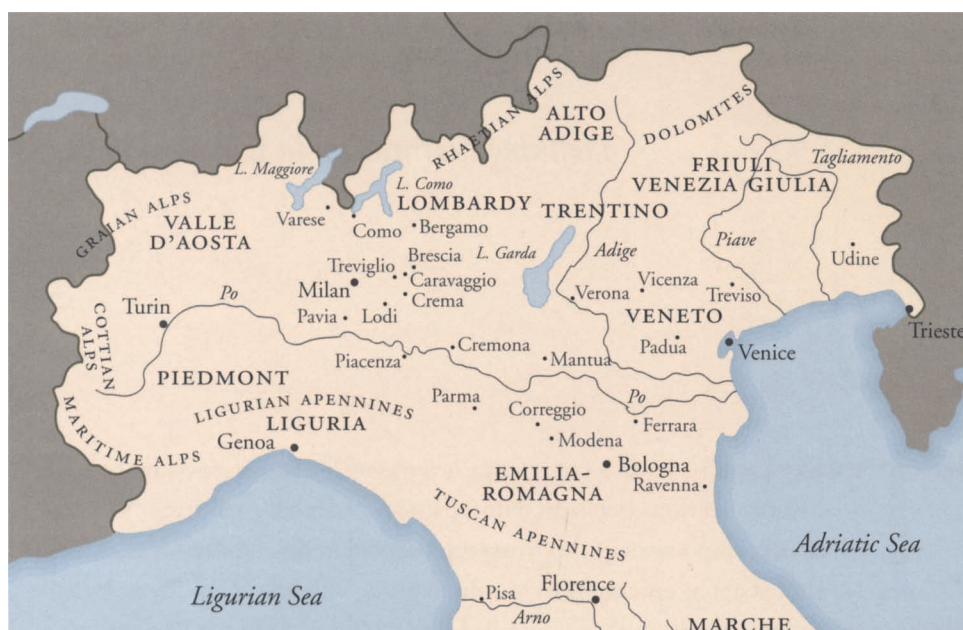 RHAETIAN ALPS
ALTO
ADIGE
DOLOMITES
L. Maggiore
L. Como
FRIULI
VENEZIA GIULIA
Tagliamento
GRAIAN ALPS
VALLE
D'AOSTA
Varese
Como
LOMBARDY
Bergamo
TRENTINO
Adige
Piave
Udine
Brescia
L. Garda
Treviglio
Caravaggio
Milan
Crema
Pavia
Lodi
Verona
Vicenza
Treviso
VENETO
Padua
Venice
Trieste
Turin
Po
COTTIAN
ALPS
Piacenza
Cremona
Mantua
PIEDMONT
LIGURIAN APENNINES
LIGURIA
Genoa
MARITIME ALPS
Parma
Correggio
Modena
Po
Ferrara
Bologna
EMILIA-
ROMAGNA
Ravenna
TUSCAN APENNINES
Adriatic Sea
Ligurian Sea
Pisa
Florence
Arno
MARCHE